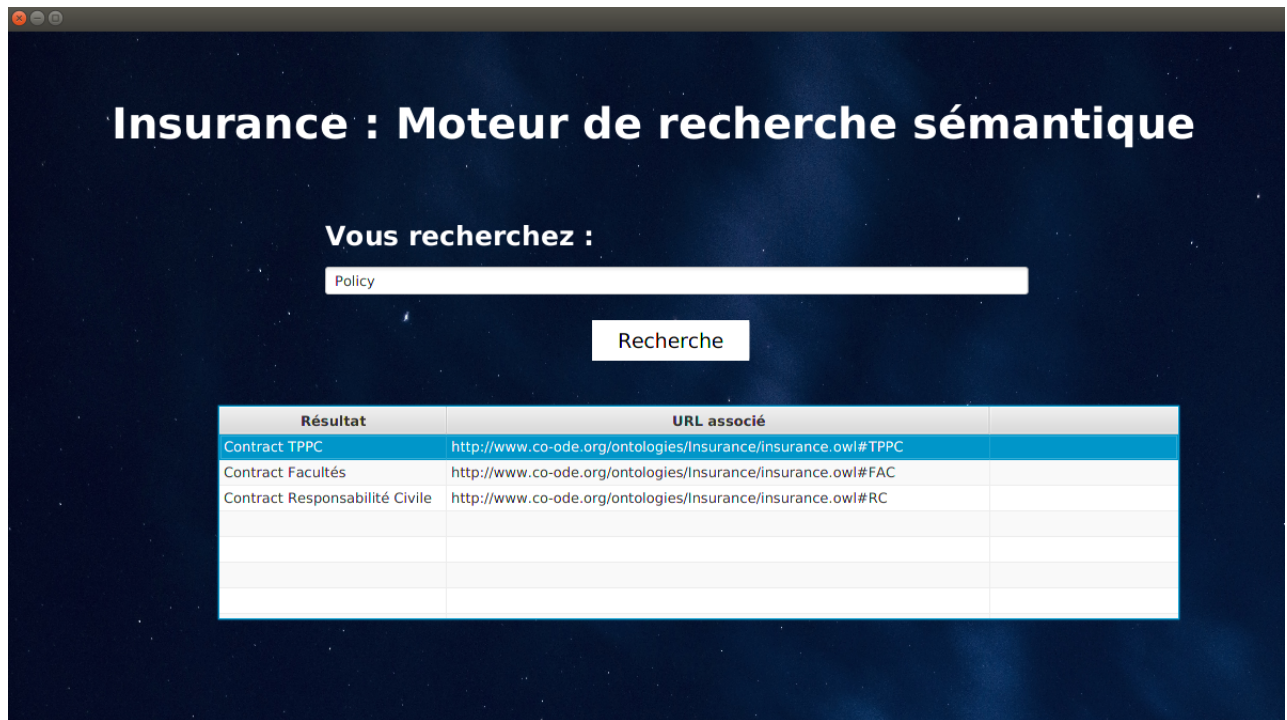 Insurance : Moteur de recherche sémantique
Vous recherchez :
Policy
Recherche
Résultat URL associé
Contract TPPC http://www.co-ode.org/ontologies/Insurance/insurance.owl#TPPC
Contract Facultés http://www.co-ode.org/ontologies/Insurance/insurance.owl#FAC
Contract Responsabilité Civile http://www.co-ode.org/ontologies/Insurance/insurance.owl#RC